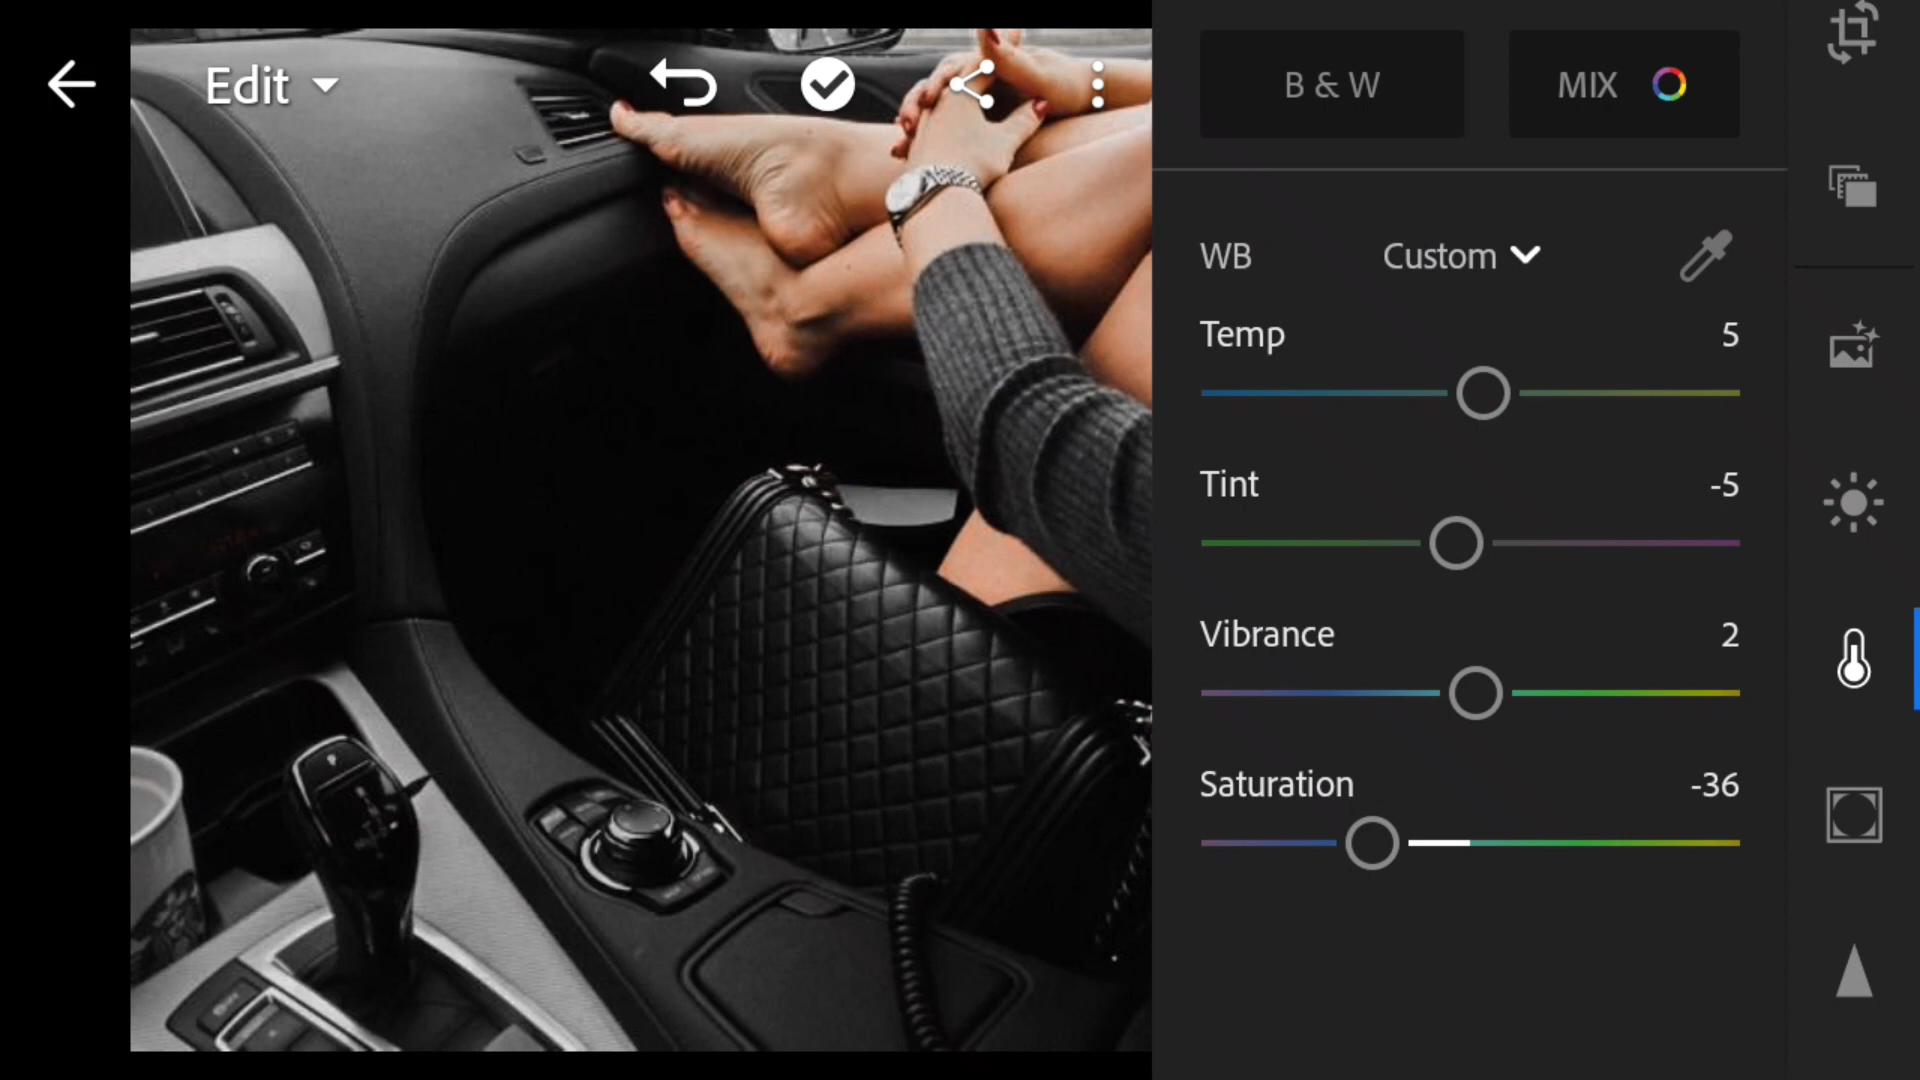 Edit
B & W
MIX
WB
Custom
Temp
5
Tint
-5
Vibrance
2
Saturation
-36